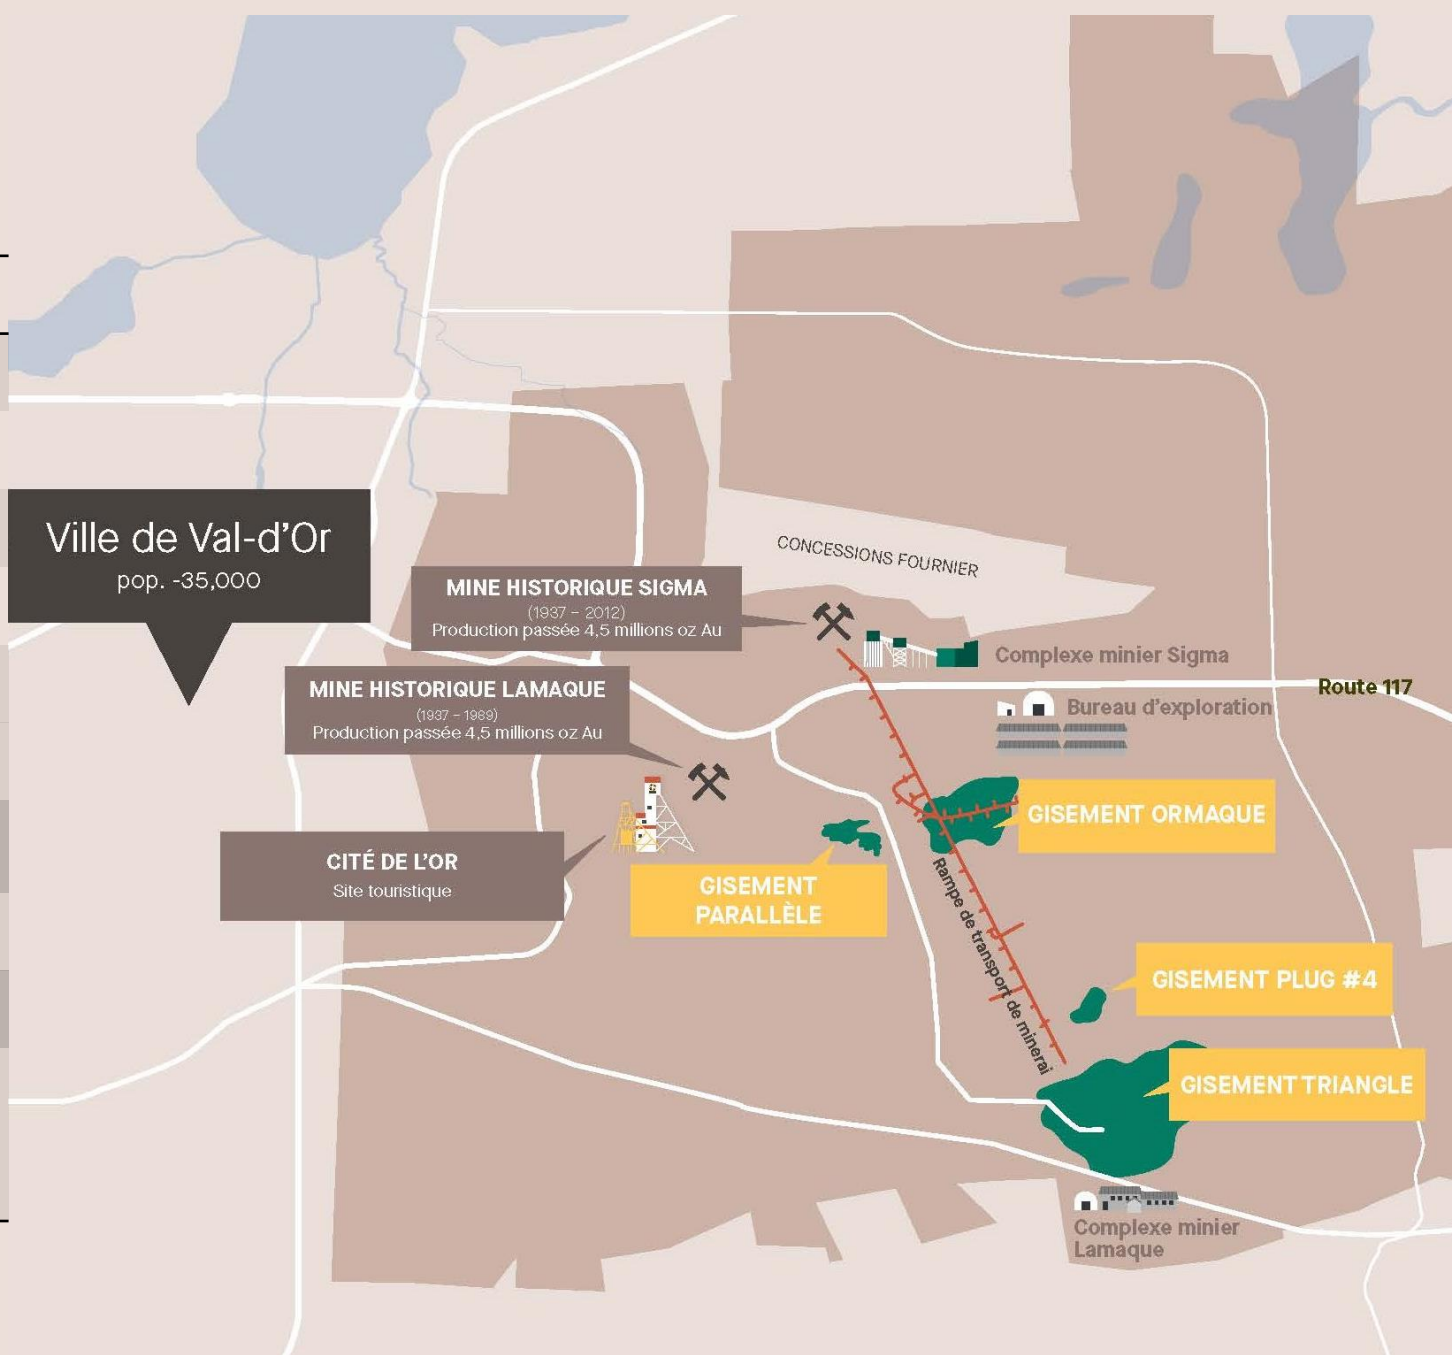 Ville de Val-d'Or
pop. -35,000
CONCESSIONS FOURNIER
MINE HISTORIQUE SIGMA
(1937 – 2012)
Production passée 4,5 millions oz Au
Complexe minier Sigma
MINE HISTORIQUE LAMAQUE
(1937 – 1989)
Production passée 4,5 millions oz Au
Route 117
Bureau d'exploration
GISEMENT ORMAQUE
CITÉ DE L'OR
Site touristique
GISEMENT
PARALLÈLE
Rampe de transport de minerai
GISEMENT PLUG #4
GISEMENT TRIANGLE
Complexe minier
Lamaque